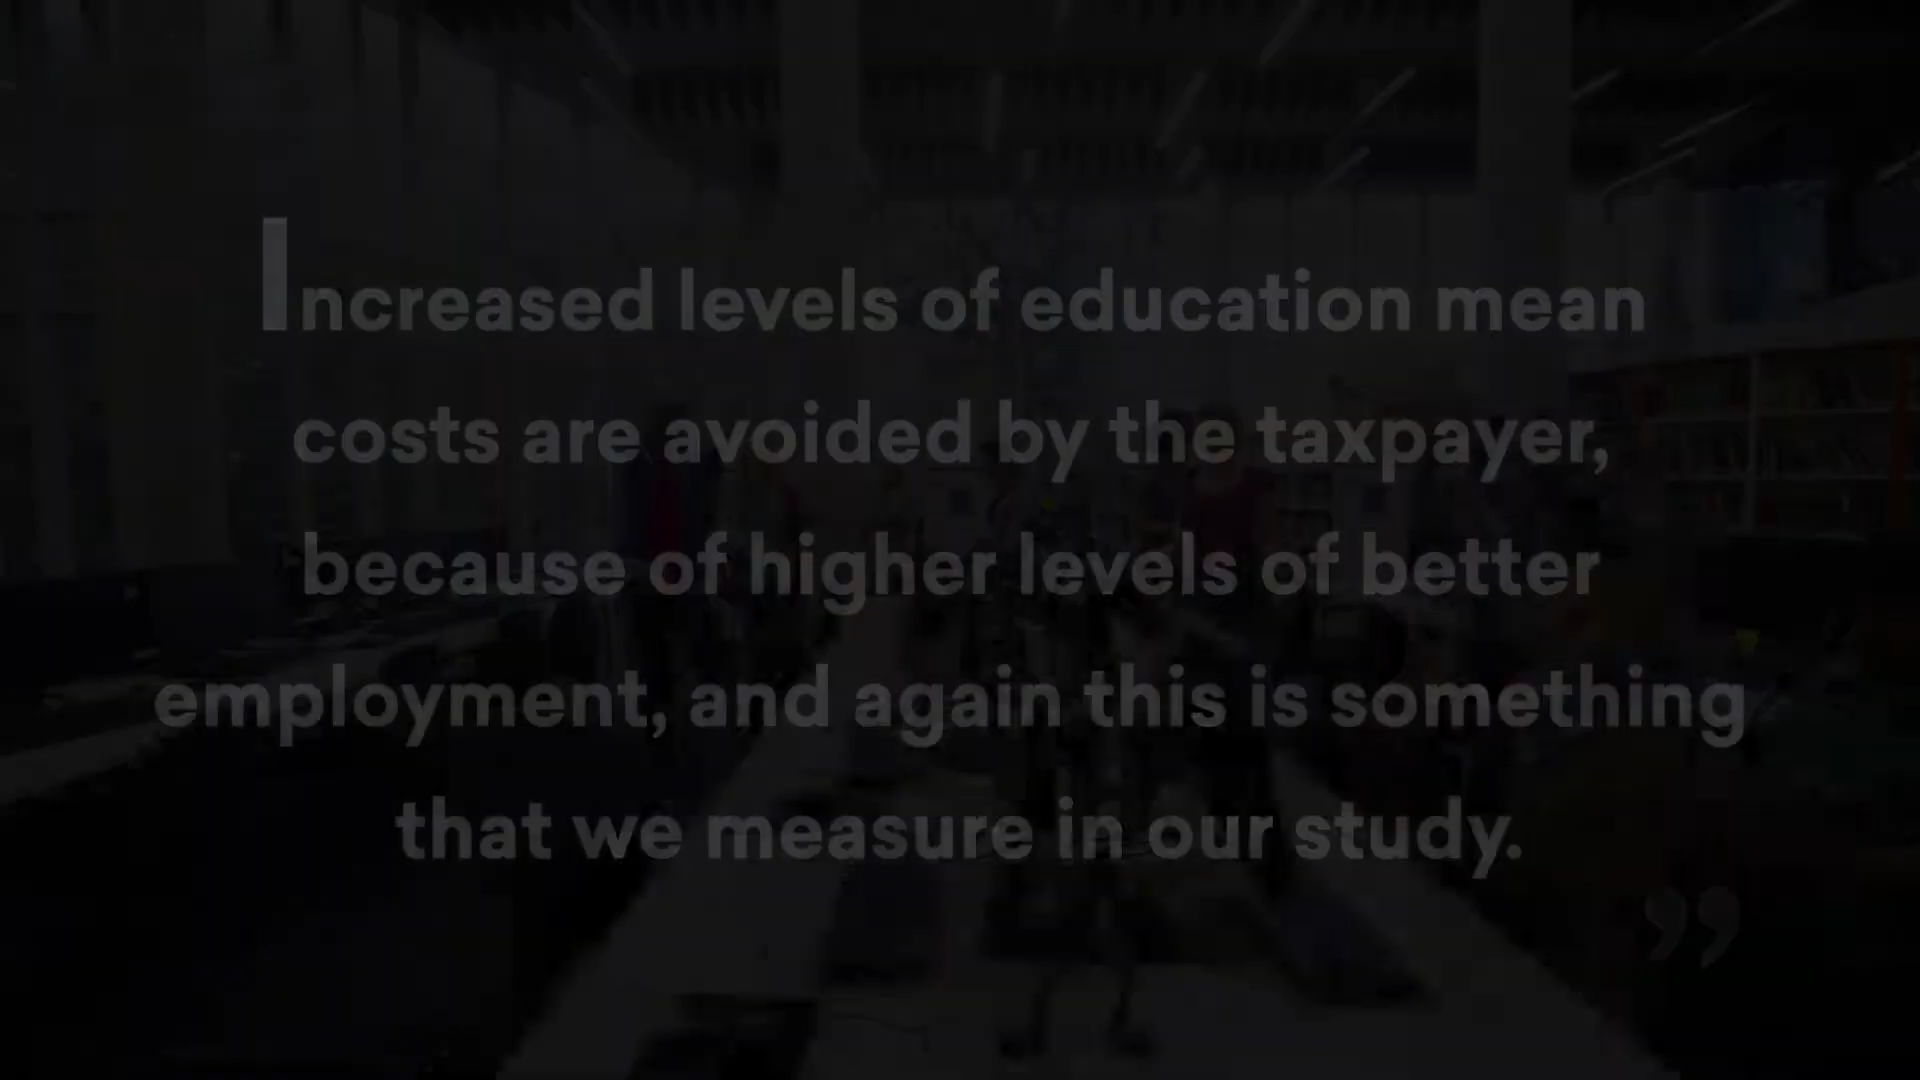 Increased levels of education mean
costs are avoided by the taxpayer,
because of higher levels of better
employment, and again this is something
that we measure in our study.
”